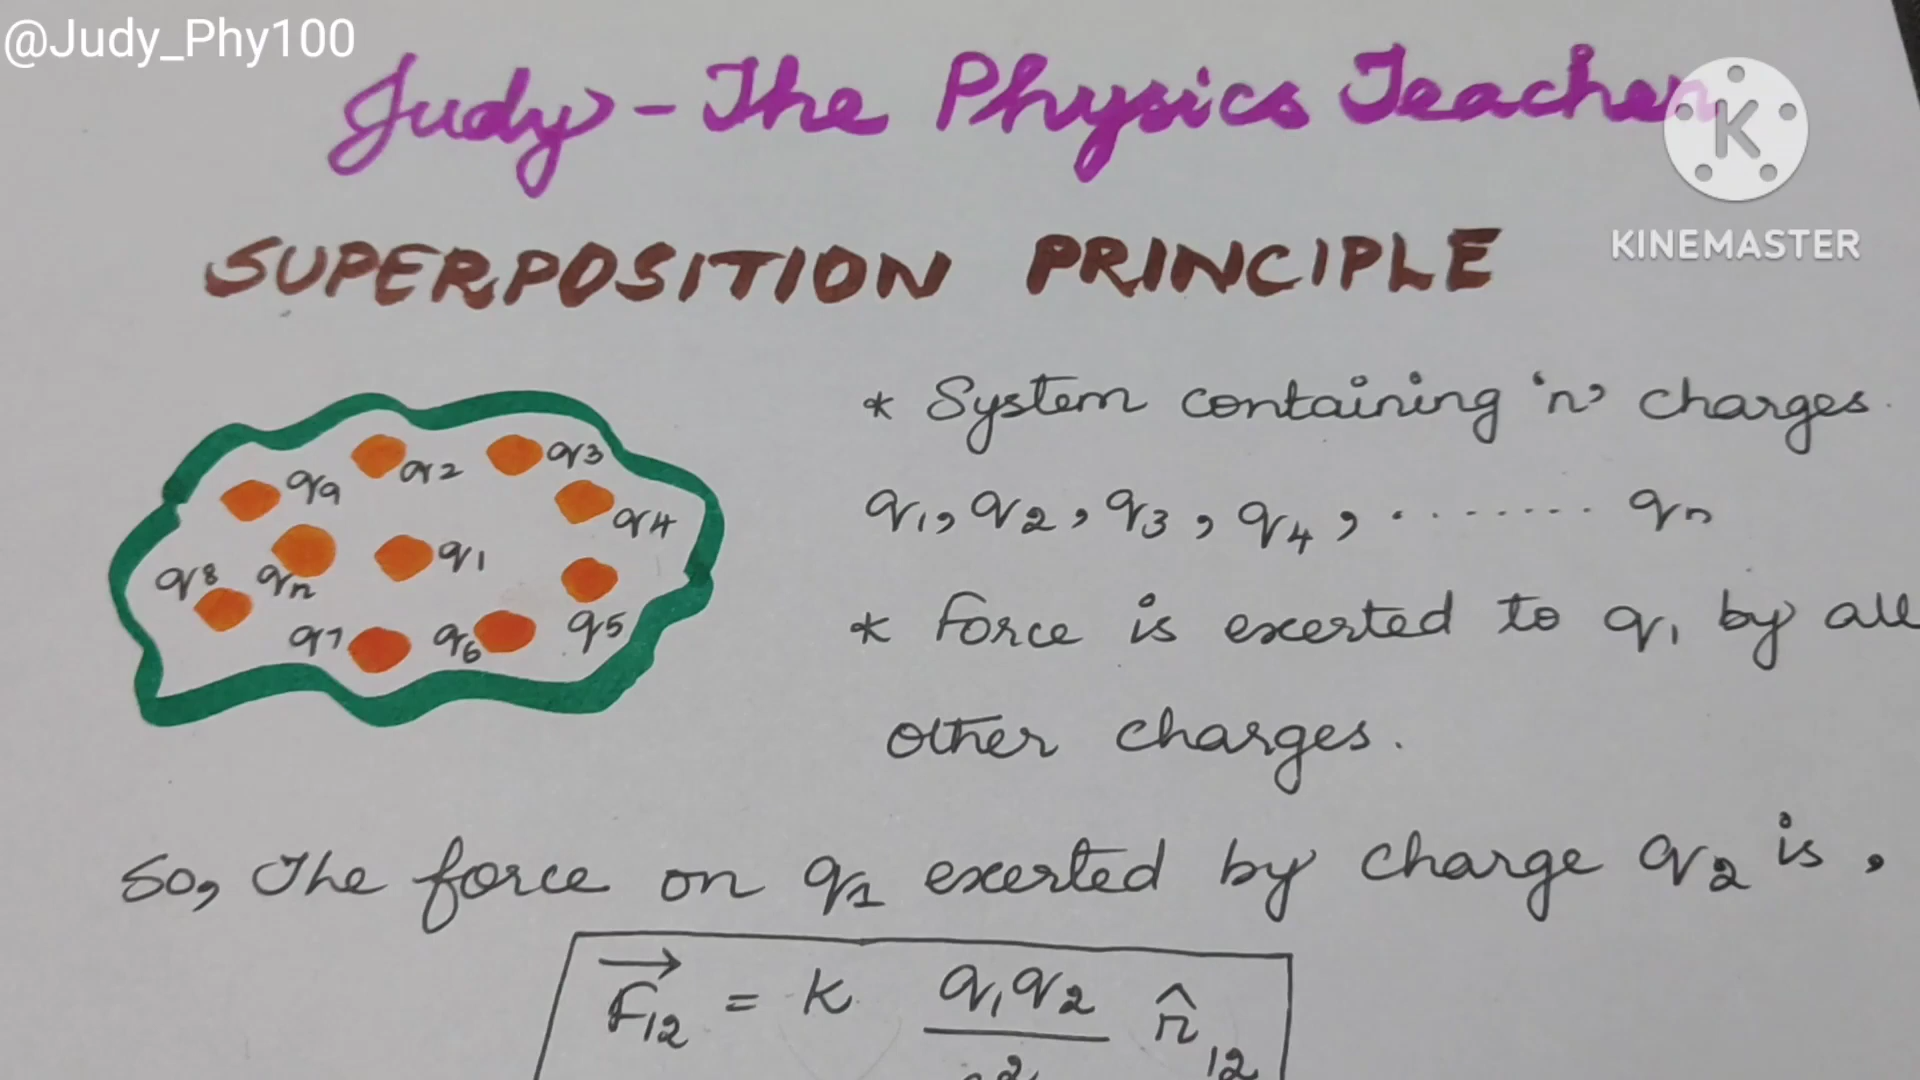 @Judy_Phy100
Judy - The Physics Teacher
K
KINEMASTER
SUPERPOSITION PRINCIPLE
q9 q2 q3
q4
q8 qn q1
q7 q6 q5
* System containing 'n' charges.
q1, q2, q3, q4, ........ qn
* Force is exerted to q1 by all
other charges.
So, The force on q1 exerted by charge q2 is,
F12 = k q1q2 r̂12
2